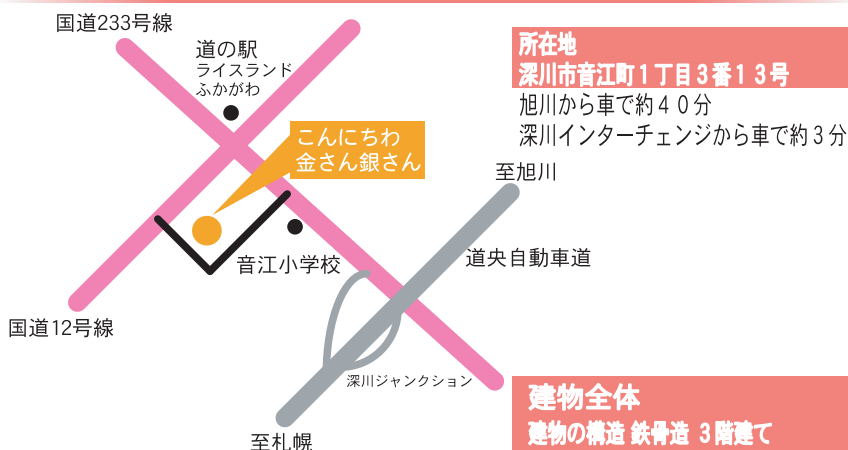 国道233号線
道の駅
ライスランド
ふかがわ
こんにちわ
金さん銀さん
音江小学校
国道12号線
所在地
深川市音江町1丁目3番13号
旭川から車で約40分
深川インターチェンジから車で約3分
至旭川
道央自動車道
深川ジャンクション
至札幌
建物全体
建物の構造 鉄骨造 3階建て